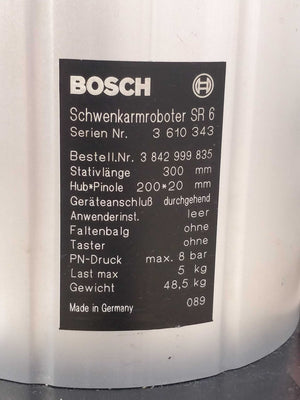 BOSCH BOSCH
Schwenkarmroboter SR 6
Serien Nr. 3 610 343
Bestell.Nr. 3 842 999 835
Stativlänge 300 mm
Hub*Pinole 200*20 mm
Geräteanschluß durchgehend
Anwenderinst. leer
Faltenbalg ohne
Taster ohne
PN-Druck max. 8 bar
Last max 5 kg
Gewicht 48,5 kg
Made in Germany 089